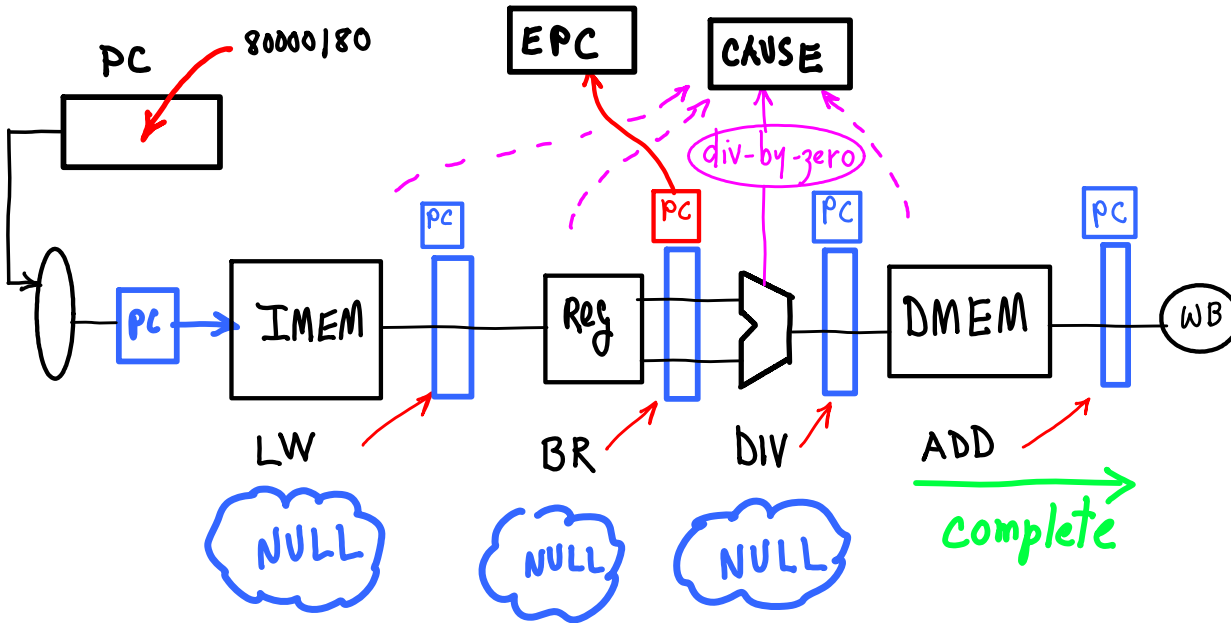 PC
80000180
EPC
CAUSE
div-by-zero
PC
PC
PC
PC
PC
IMEM
Reg
DMEM
WB
LW
BR
DIV
ADD
NULL
NULL
NULL
complete